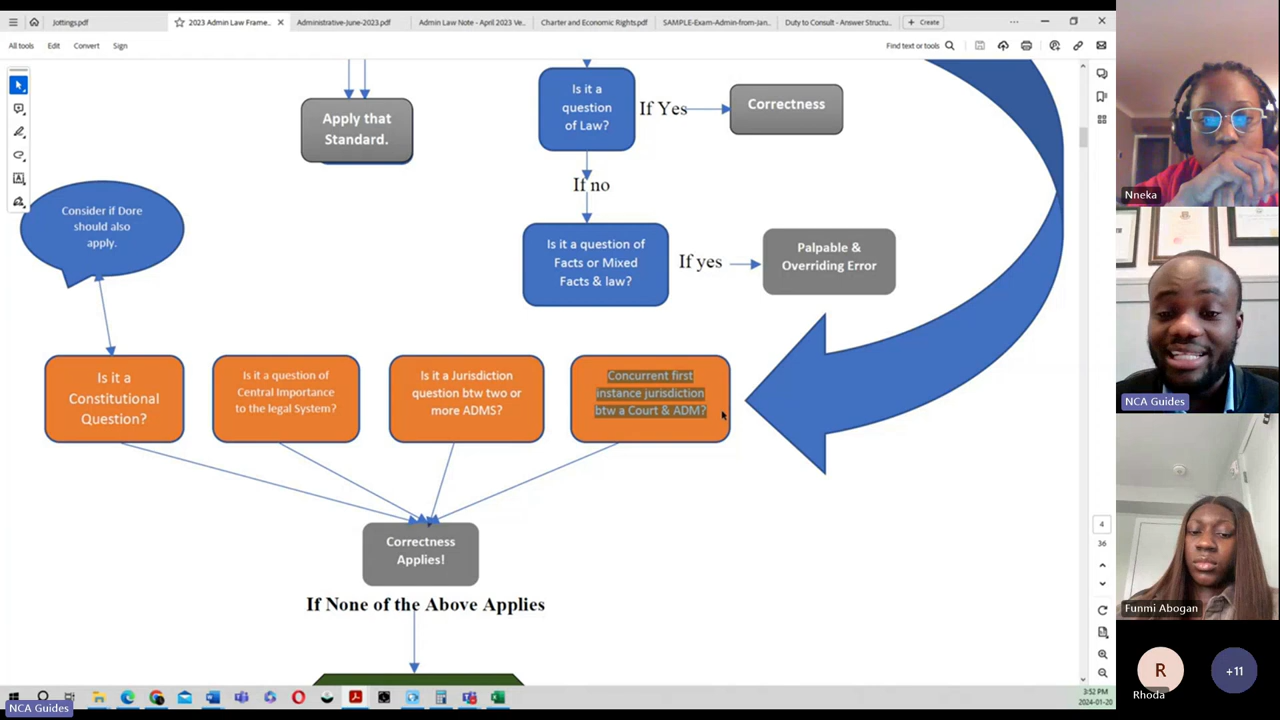 Jottings.pdf
2023 Admin Law Frame...
Administrative-June-2023.pdf
Admin Law Note - April 2023 Ve...
Charter and Economic Rights.pdf
SAMPLE-Exam-Admin-from-Jan...
Duty to Consult - Answer Structu...
+ Create
All tools
Edit
Convert
Sign
Find text or tools
Apply that
Standard.
Is it a
question
of Law?
If Yes
Correctness
If no
Consider if Dore
should also
apply.
Is it a question of
Facts or Mixed
Facts & law?
If yes
Palpable &
Overriding Error
Is it a
Constitutional
Question?
Is it a question of
Central Importance
to the legal System?
Is it a Jurisdiction
question btw two or
more ADMS?
Concurrent first
instance jurisdiction
btw a Court & ADM?
Correctness
Applies!
If None of the Above Applies
4
36
3:52 PM
2024-01-20
NCA Guides
Nneka
NCA Guides
Funmi Abogan
R
Rhoda
+11